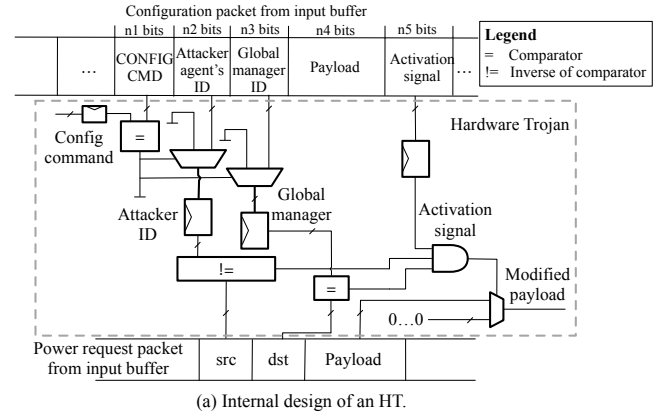 Configuration packet from input buffer
n1 bits n2 bits n3 bits n4 bits n5 bits
... CONFIG CMD Attacker agent's ID Global manager ID Payload Activation signal ...
Legend
= Comparator
!= Inverse of comparator
Hardware Trojan
Config command
=
Attacker ID
Global manager
Activation signal
!=
=
Modified payload
0...0
Power request packet from input buffer
src dst Payload
(a) Internal design of an HT.